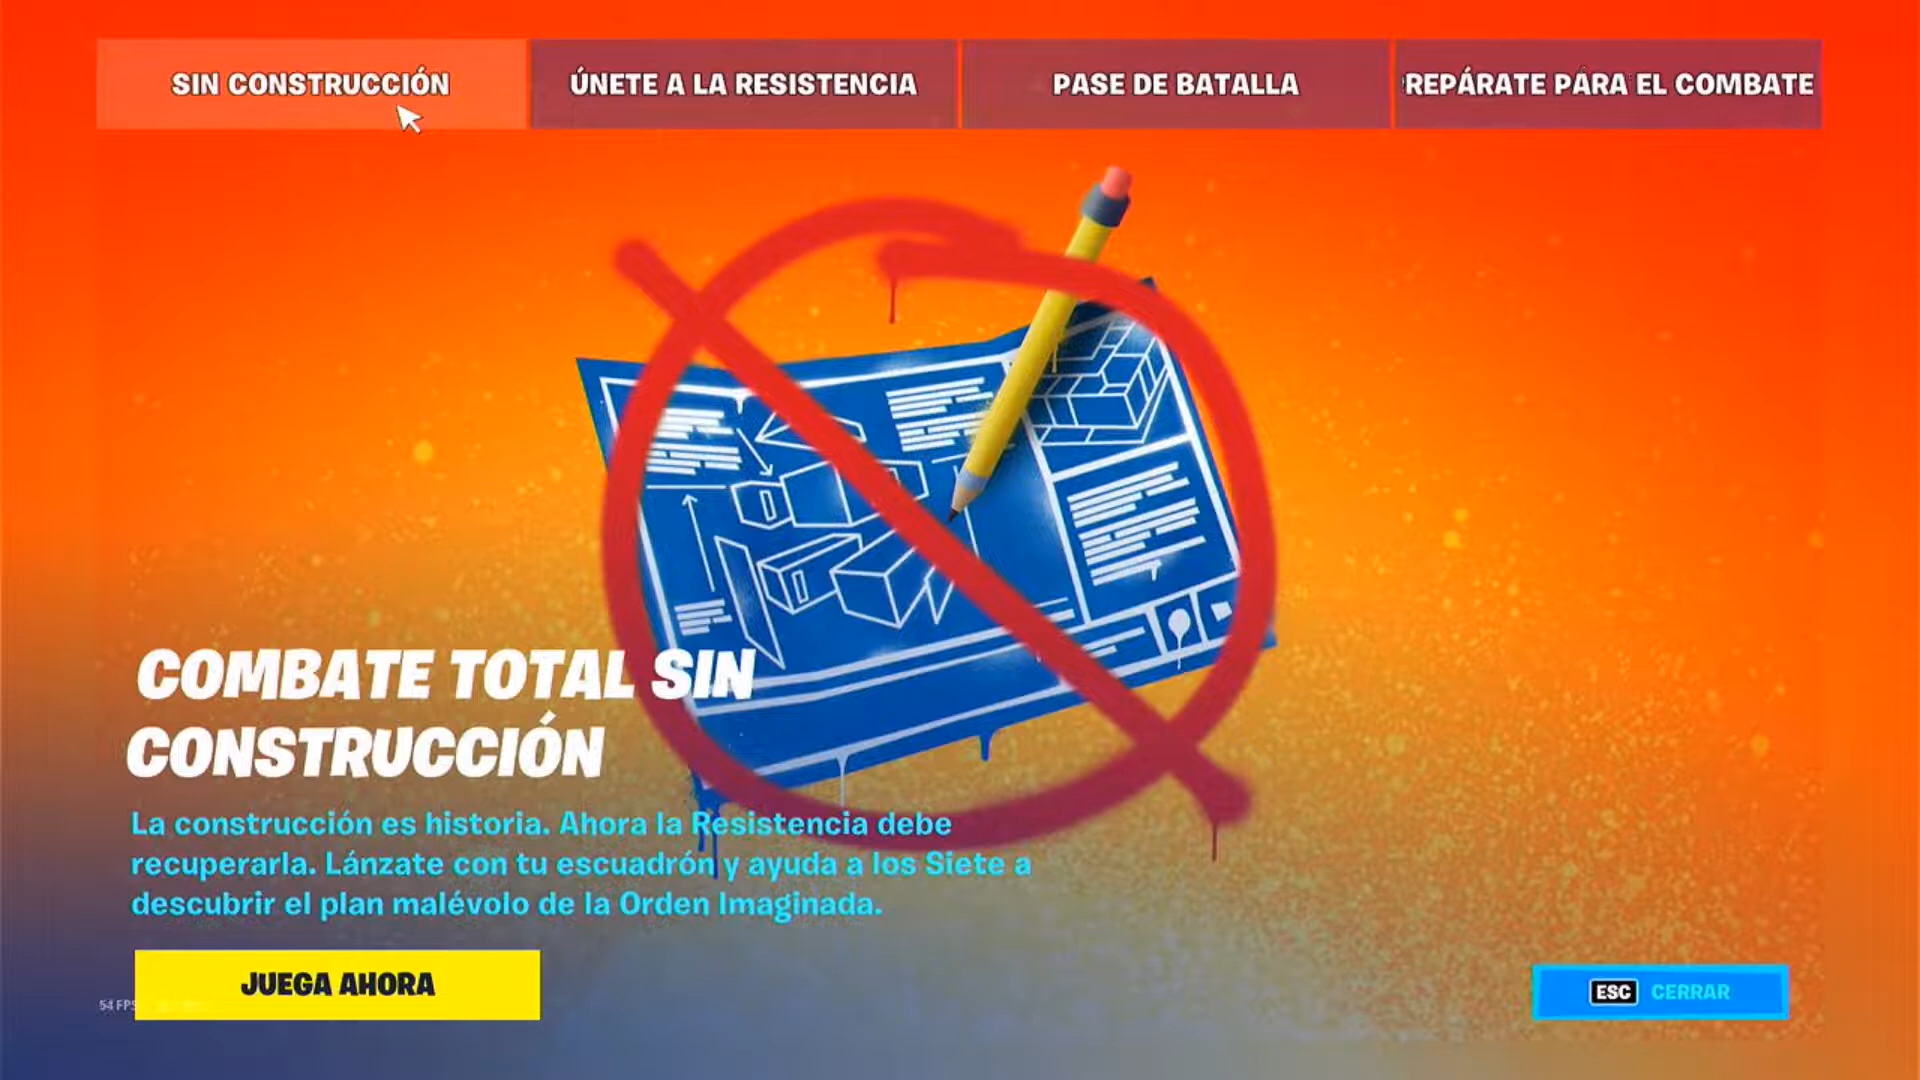 SIN CONSTRUCCIÓN
ÚNETE A LA RESISTENCIA
PASE DE BATALLA
REPÁRATE PARA EL COMBATE
COMBATE TOTAL SIN
CONSTRUCCIÓN
La construcción es historia. Ahora la Resistencia debe
recuperarla. Lánzate con tu escuadrón y ayuda a los Siete a
descubrir el plan malévolo de la Orden Imaginada.
JUEGA AHORA
54 FPS
ESC CERRAR